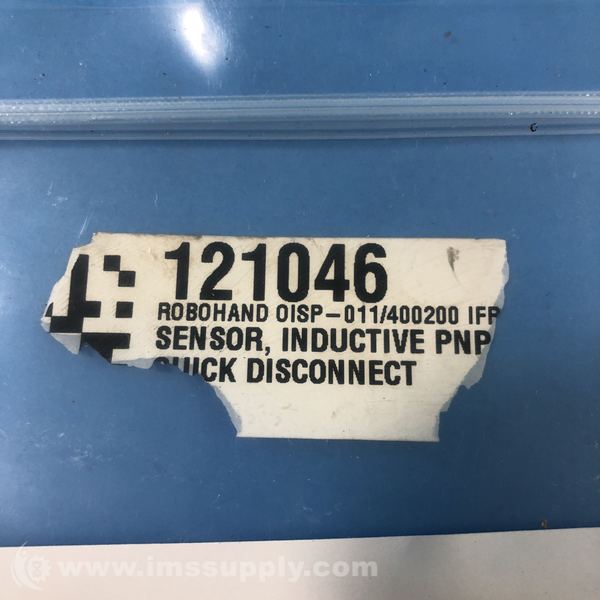 121046
ROBOHAND OISP-011/400200 IFP
SENSOR, INDUCTIVE PNP
QUICK DISCONNECT
www.imssupply.com